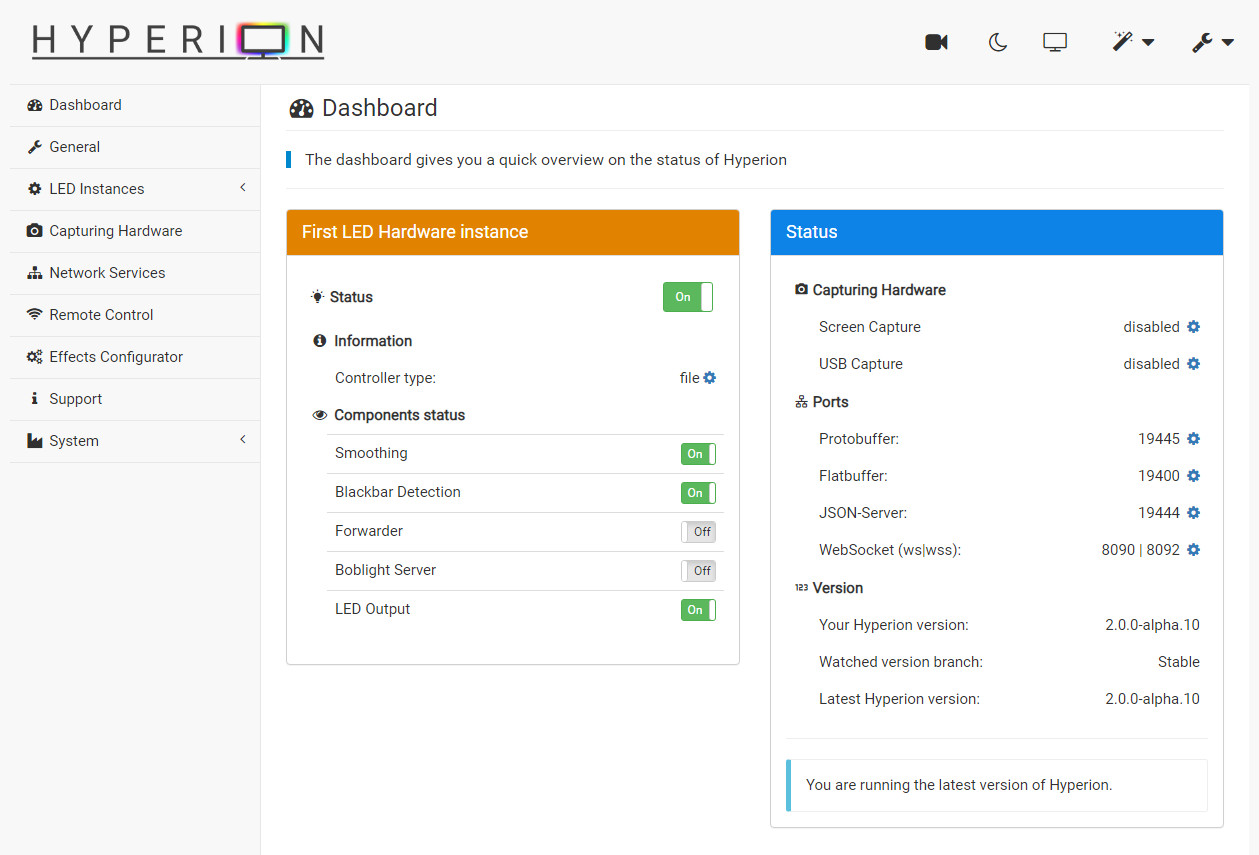 HYPERION
Dashboard
General
LED Instances
Capturing Hardware
Network Services
Remote Control
Effects Configurator
Support
System
Dashboard
The dashboard gives you a quick overview on the status of Hyperion
First LED Hardware instance
Status On
Information
Controller type: file
Components status
Smoothing On
Blackbar Detection On
Forwarder Off
Boblight Server Off
LED Output On
Status
Capturing Hardware
Screen Capture disabled
USB Capture disabled
Ports
Protobuffer: 19445
Flatbuffer: 19400
JSON-Server: 19444
WebSocket (ws|wss): 8090 | 8092
123 Version
Your Hyperion version: 2.0.0-alpha.10
Watched version branch: Stable
Latest Hyperion version: 2.0.0-alpha.10
You are running the latest version of Hyperion.